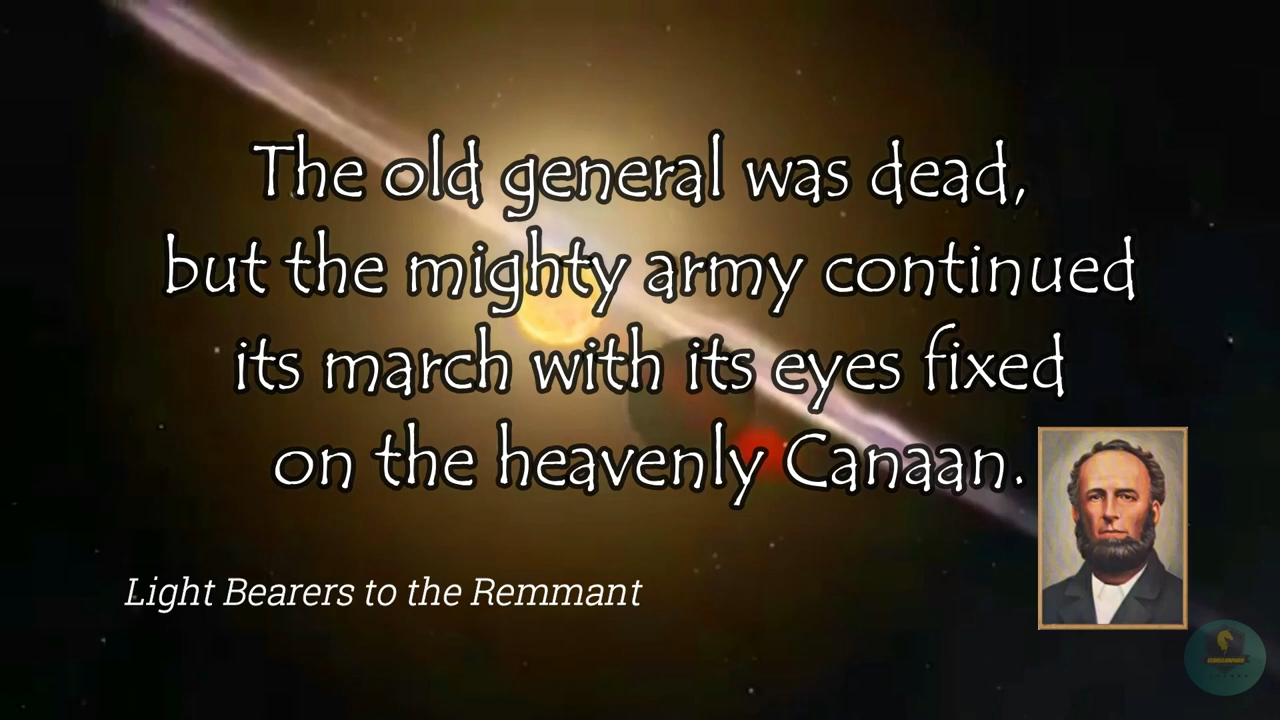 The old general was dead,
but the mighty army continued
its march with its eyes fixed
on the heavenly Canaan.
Light Bearers to the Remmant